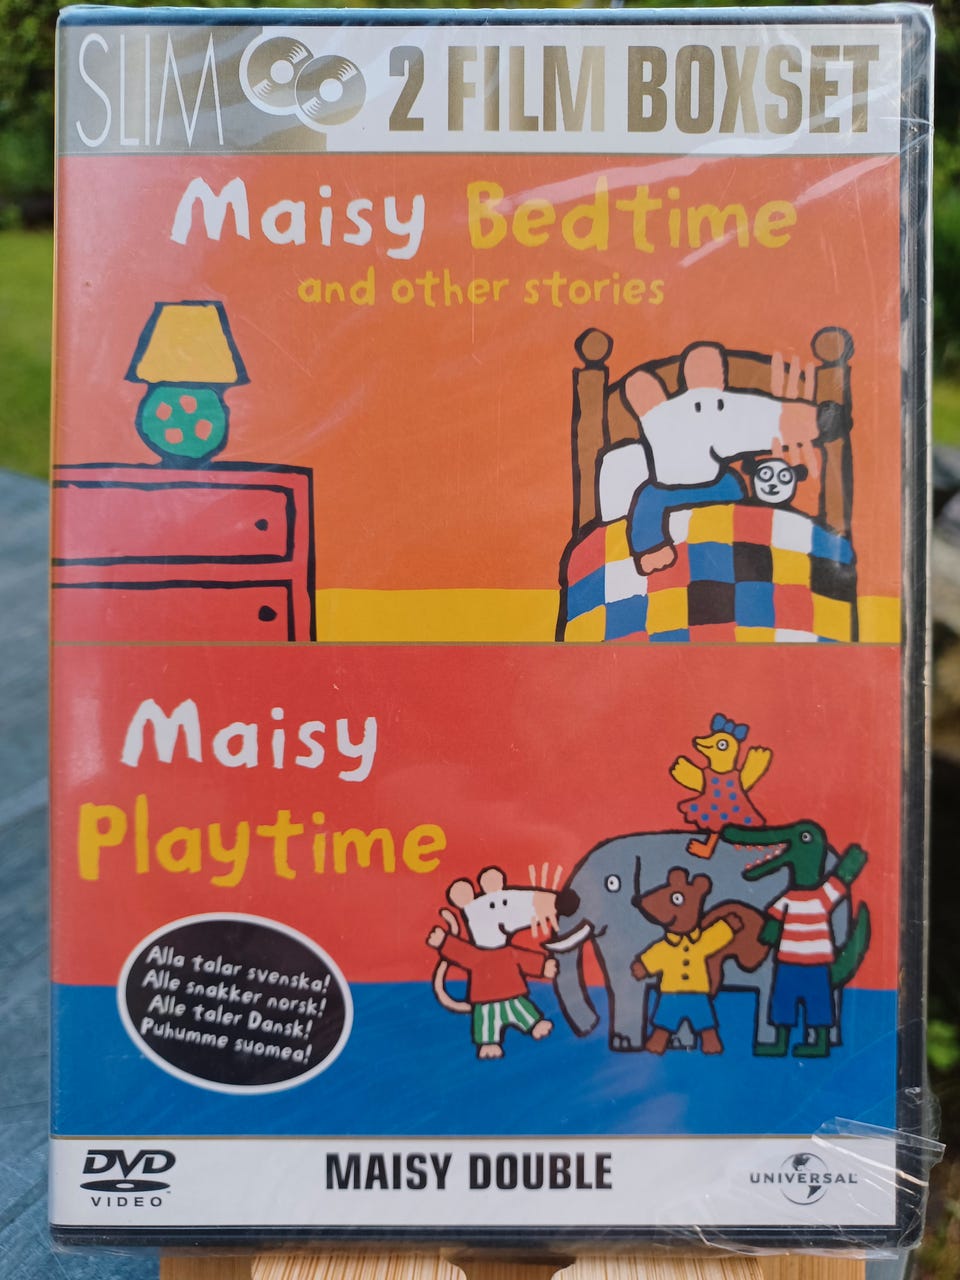 SLIM 2 FILM BOXSET
Maisy Bedtime
and other stories
Maisy
Playtime
Alla talar svenska!
Alle snakker norsk!
Alle taler Dansk!
Puhumme suomea!
DVD
VIDEO
MAISY DOUBLE
UNIVERSAL